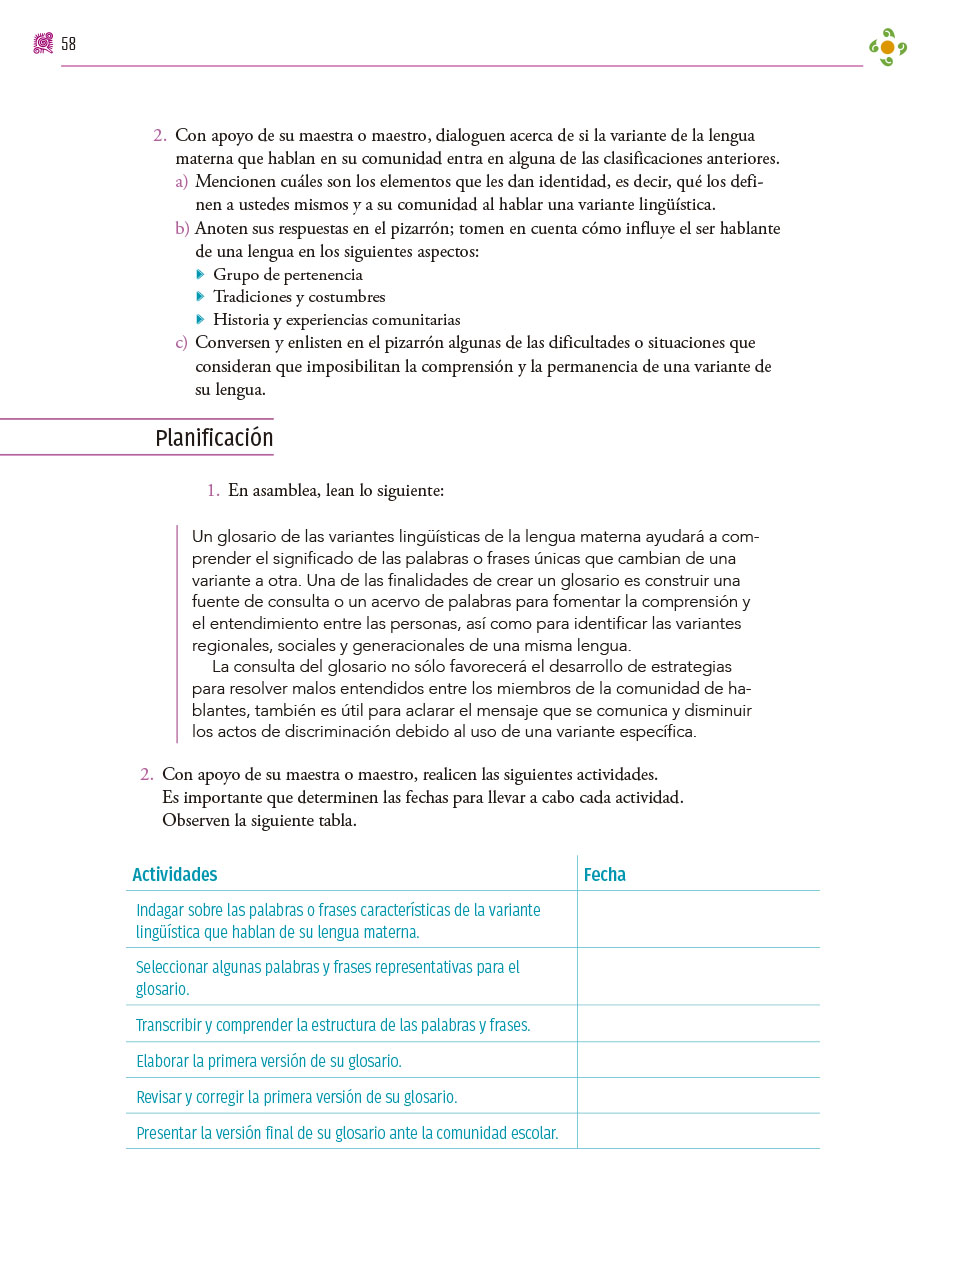 58
2. Con apoyo de su maestra o maestro, dialoguen acerca de si la variante de la lengua
materna que hablan en su comunidad entra en alguna de las clasificaciones anteriores.
a) Mencionen cuáles son los elementos que les dan identidad, es decir, qué los defi-
nen a ustedes mismos y a su comunidad al hablar una variante lingüística.
b) Anoten sus respuestas en el pizarrón; tomen en cuenta cómo influye el ser hablante
de una lengua en los siguientes aspectos:
Grupo de pertenencia
Tradiciones y costumbres
Historia y experiencias comunitarias
c) Conversen y enlisten en el pizarrón algunas de las dificultades o situaciones que
consideran que imposibilitan la comprensión y la permanencia de una variante de
su lengua.
Planificación
1. En asamblea, lean lo siguiente:
Un glosario de las variantes lingüísticas de la lengua materna ayudará a com-
prender el significado de las palabras o frases únicas que cambian de una
variante a otra. Una de las finalidades de crear un glosario es construir una
fuente de consulta o un acervo de palabras para fomentar la comprensión y
el entendimiento entre las personas, así como para identificar las variantes
regionales, sociales y generacionales de una misma lengua.
La consulta del glosario no sólo favorecerá el desarrollo de estrategias
para resolver malos entendidos entre los miembros de la comunidad de ha-
blantes, también es útil para aclarar el mensaje que se comunica y disminuir
los actos de discriminación debido al uso de una variante específica.
2. Con apoyo de su maestra o maestro, realicen las siguientes actividades.
Es importante que determinen las fechas para llevar a cabo cada actividad.
Observen la siguiente tabla.
Actividades Fecha
Indagar sobre las palabras o frases características de la variante
lingüística que hablan de su lengua materna.
Seleccionar algunas palabras y frases representativas para el
glosario.
Transcribir y comprender la estructura de las palabras y frases.
Elaborar la primera versión de su glosario.
Revisar y corregir la primera versión de su glosario.
Presentar la versión final de su glosario ante la comunidad escolar.